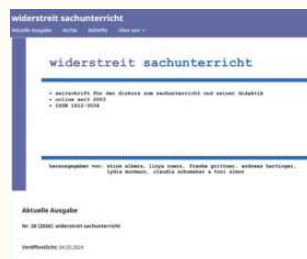 widerstreit sachunterricht
Aktuelle Ausgabe Archiv Beihefte Über uns
widerstreit sachunterricht
• zeitschrift für den diskurs zum sachunterricht und seiner didaktik
• online seit 2003
• ISSN 1612-3034
herausgegeben von: stine albers, linya coers, frauke grittner, andreas hartinger,
lydia murmann, claudia schomaker & toni simon
Aktuelle Ausgabe
Nr. 28 (2024): widerstreit sachunterricht
Veröffentlicht: 04.03.2024